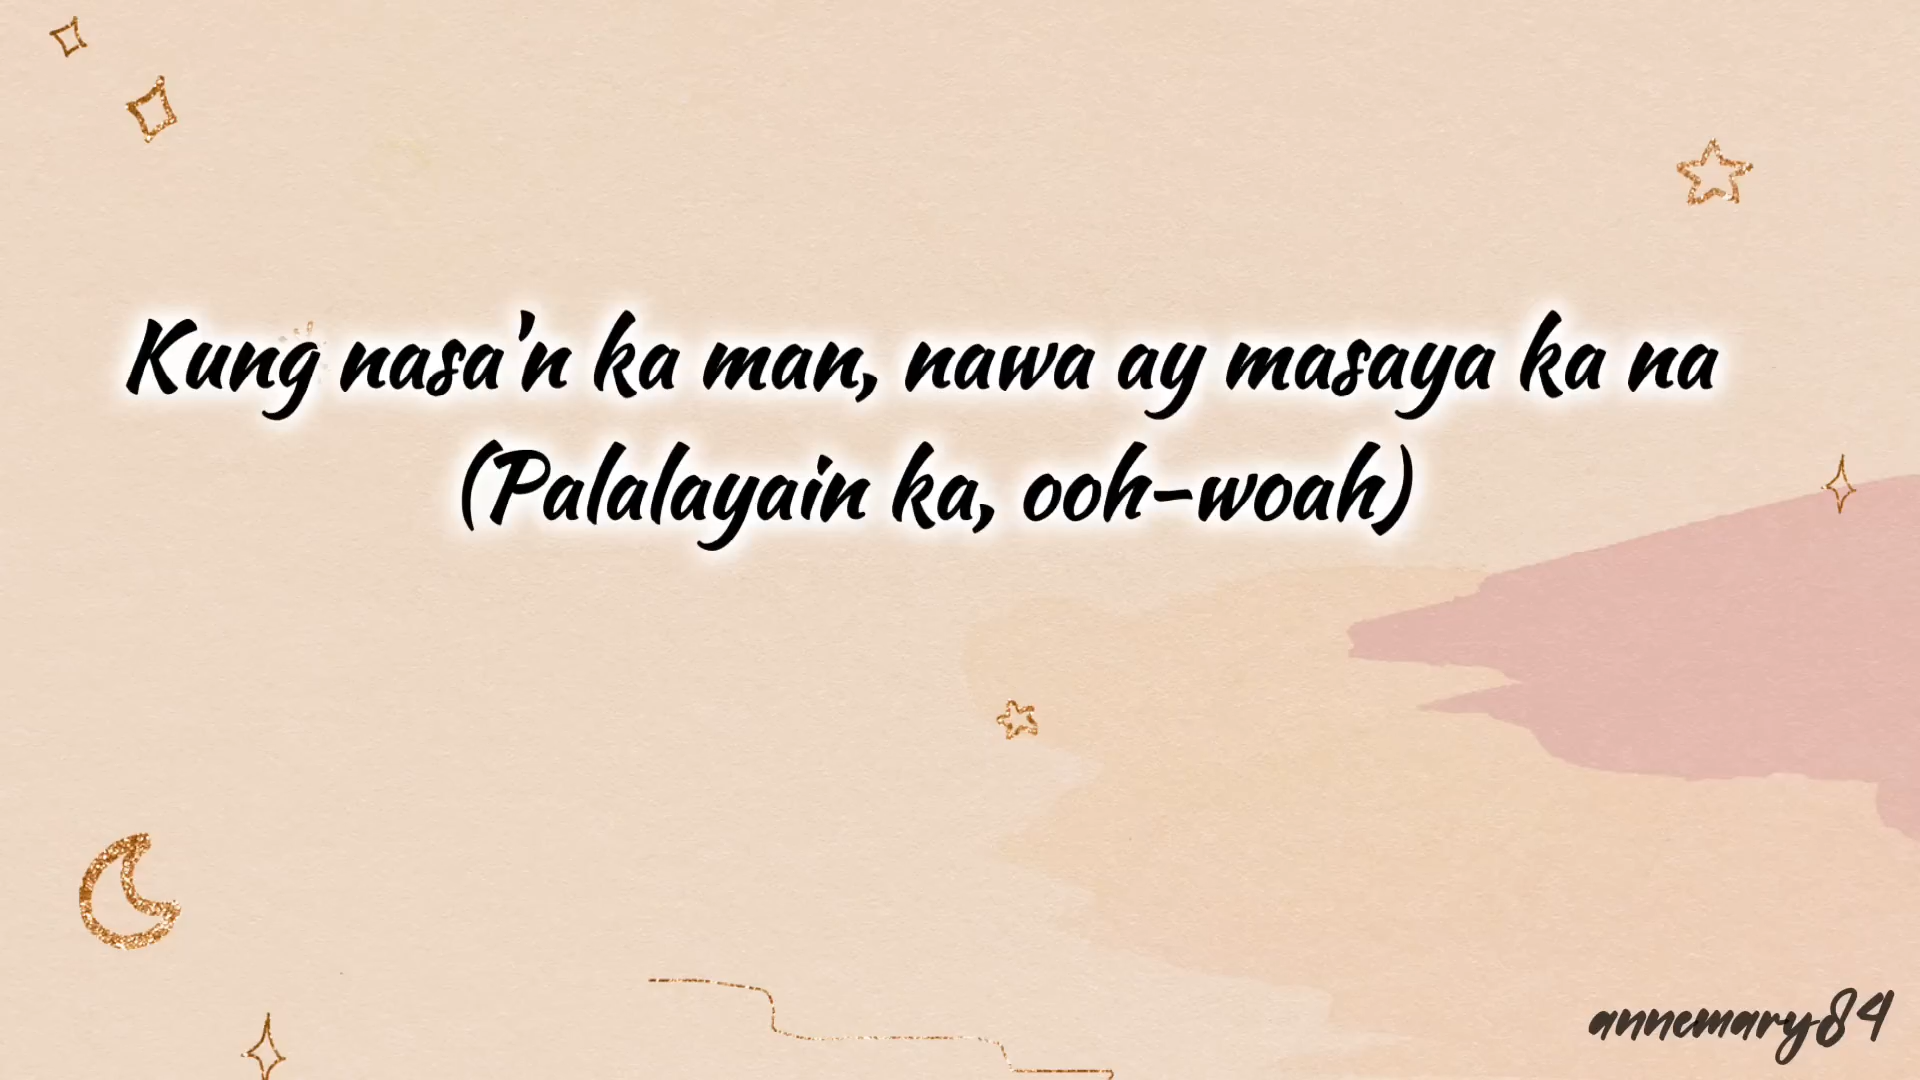 Kung nasa'n ka man, nawa ay masaya ka na
(Palalayain ka, ooh-woah)
annemary84